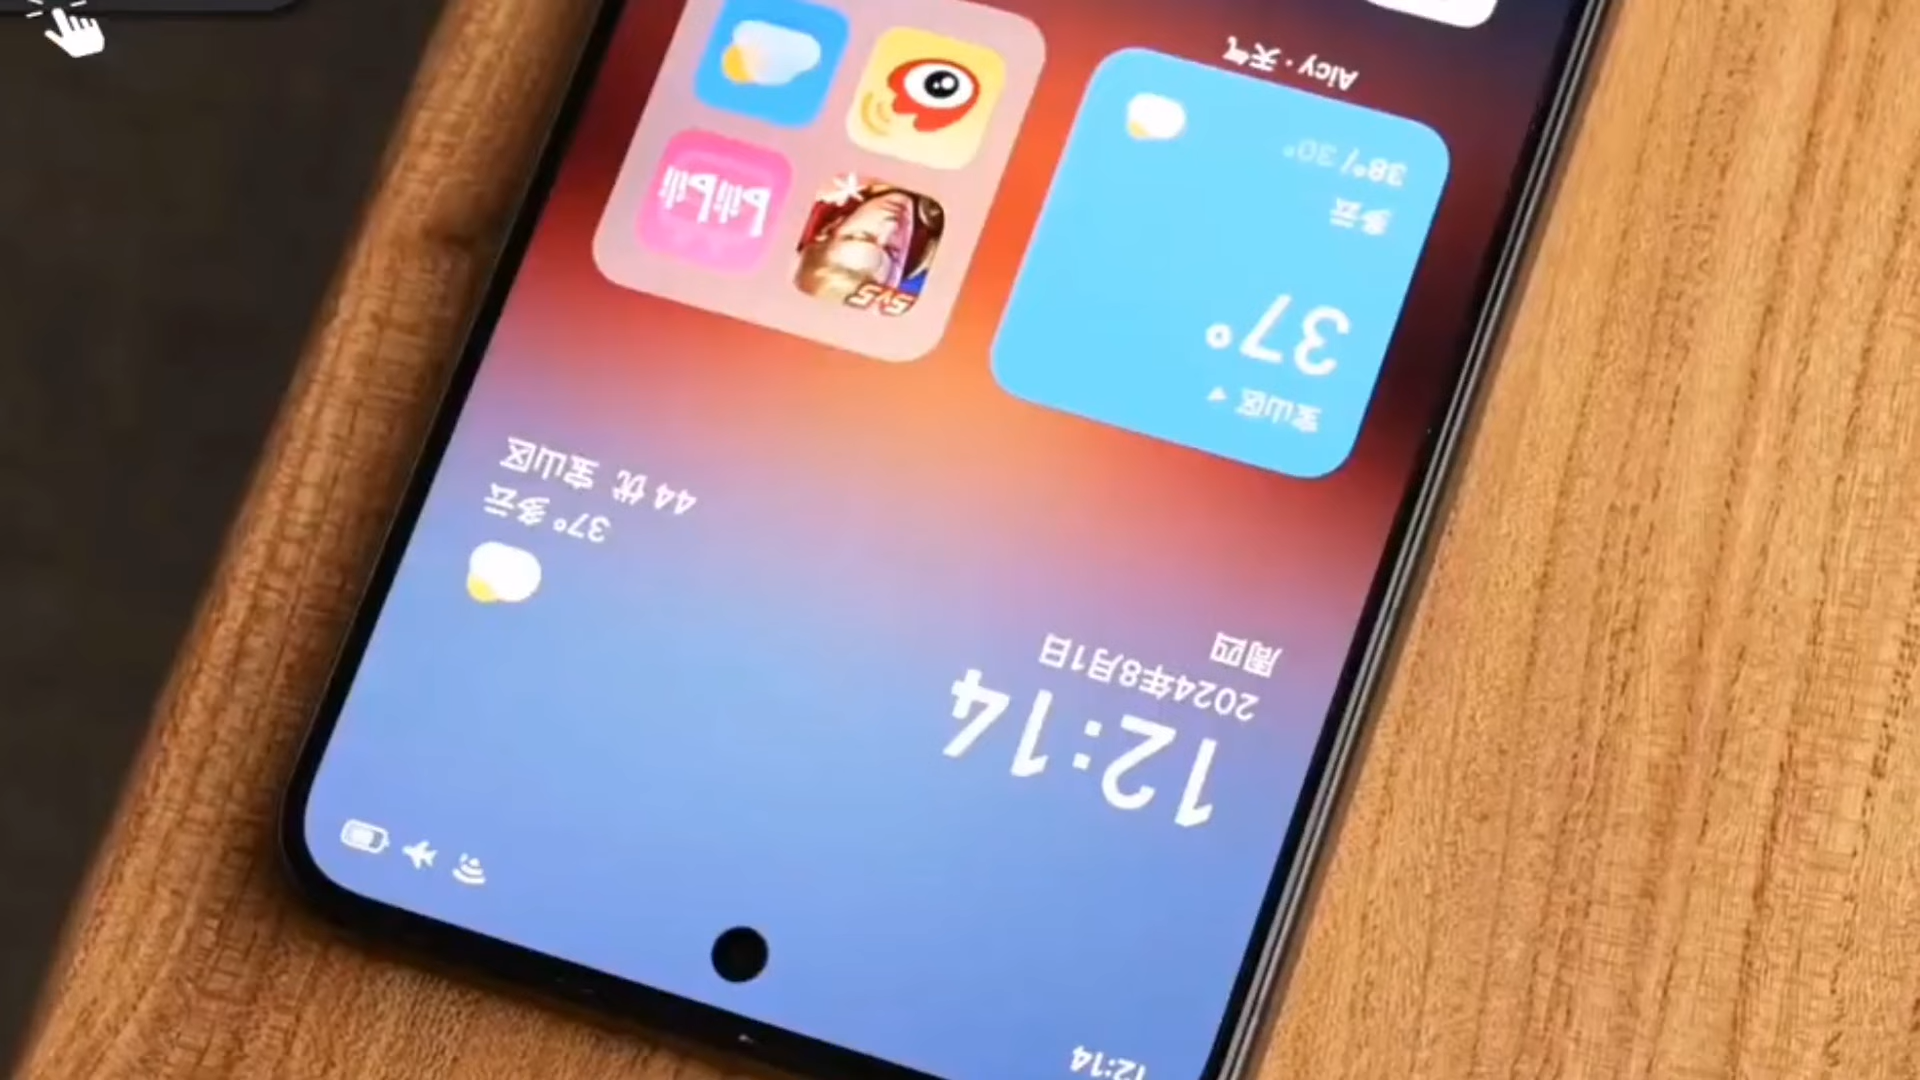 12:14
12:14
2024年8月1日
周四
37° 多云
44 优 宝山区
宝山区
37°
多云
38°/30°
Aicy · 天气
5v5
bilibili